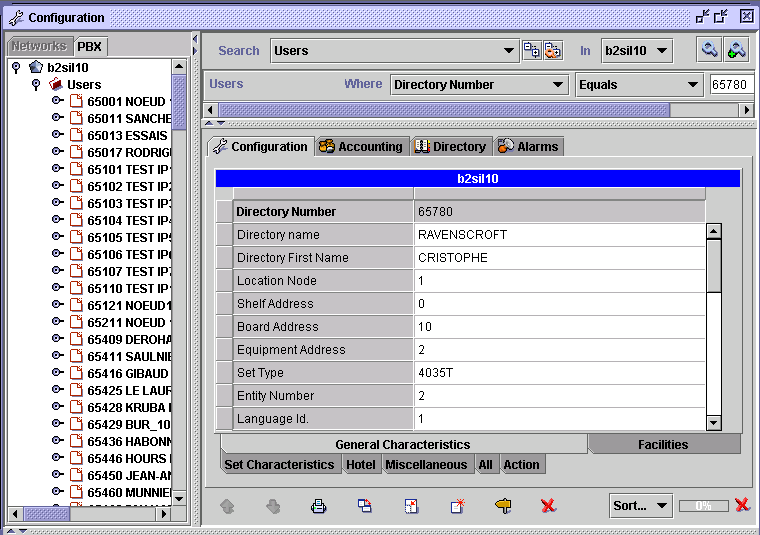 Configuration
Networks PBX
Search Users In b2sil10
Users Where Directory Number Equals 65780
b2sil10
Users
65001 NOEUD
65011 SANCHE
65013 ESSAIS
65017 RODRIG
65101 TEST IP
65102 TEST IP2
65103 TEST IP3
65104 TEST IP4
65105 TEST IP5
65106 TEST IP6
65107 TEST IP7
65110 TEST IP
65121 NOEUD1
65211 NOEUD
65409 DEROHA
65411 SAULNIE
65416 GIBAUD
65425 LE LAUR
65428 KRUBA
65429 BUR_10
65436 HABONN
65446 HOURS
65450 JEAN-AN
65460 MUNNIE
Configuration Accounting Directory Alarms
b2sil10
Directory Number 65780
Directory name RAVENSCROFT
Directory First Name CRISTOPHE
Location Node 1
Shelf Address 0
Board Address 10
Equipment Address 2
Set Type 4035T
Entity Number 2
Language Id. 1
General Characteristics Facilities
Set Characteristics Hotel Miscellaneous All Action
Sort... 0%